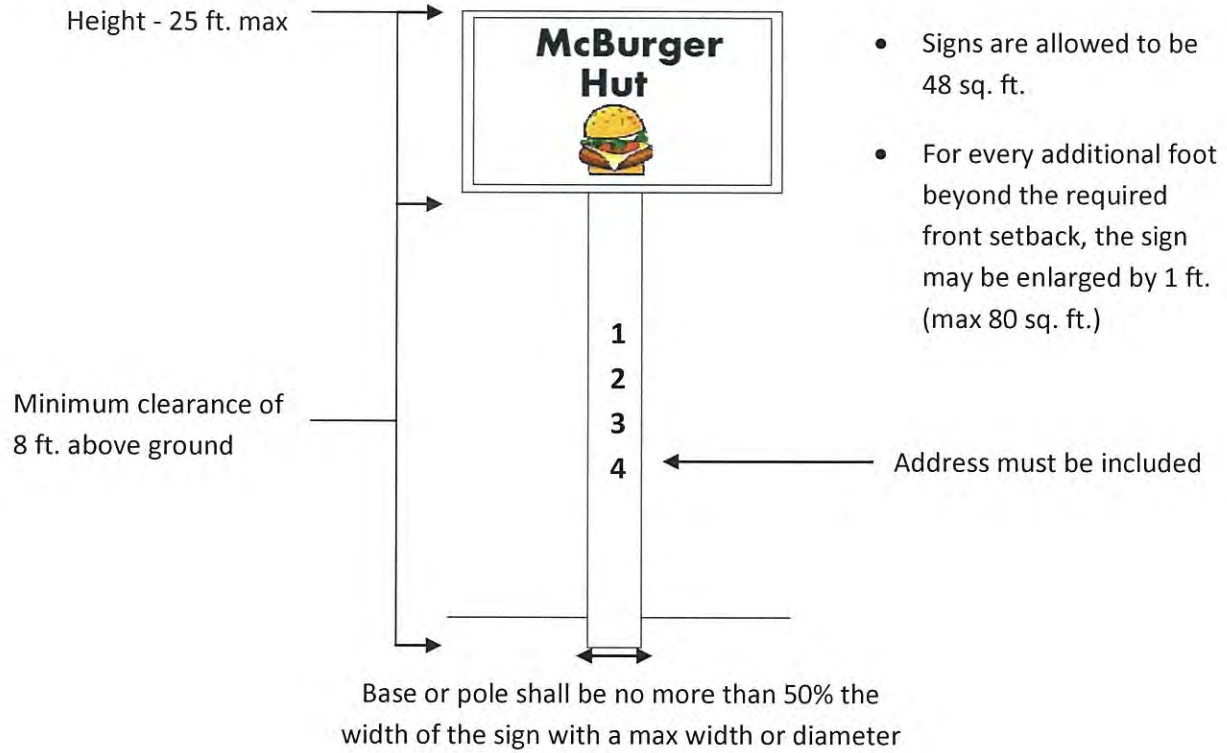 Height - 25 ft. max
McBurger
Hut
• Signs are allowed to be
48 sq. ft.
• For every additional foot
beyond the required
front setback, the sign
may be enlarged by 1 ft.
(max 80 sq. ft.)
1
2
3
4
Minimum clearance of
8 ft. above ground
Address must be included
Base or pole shall be no more than 50% the
width of the sign with a max width or diameter